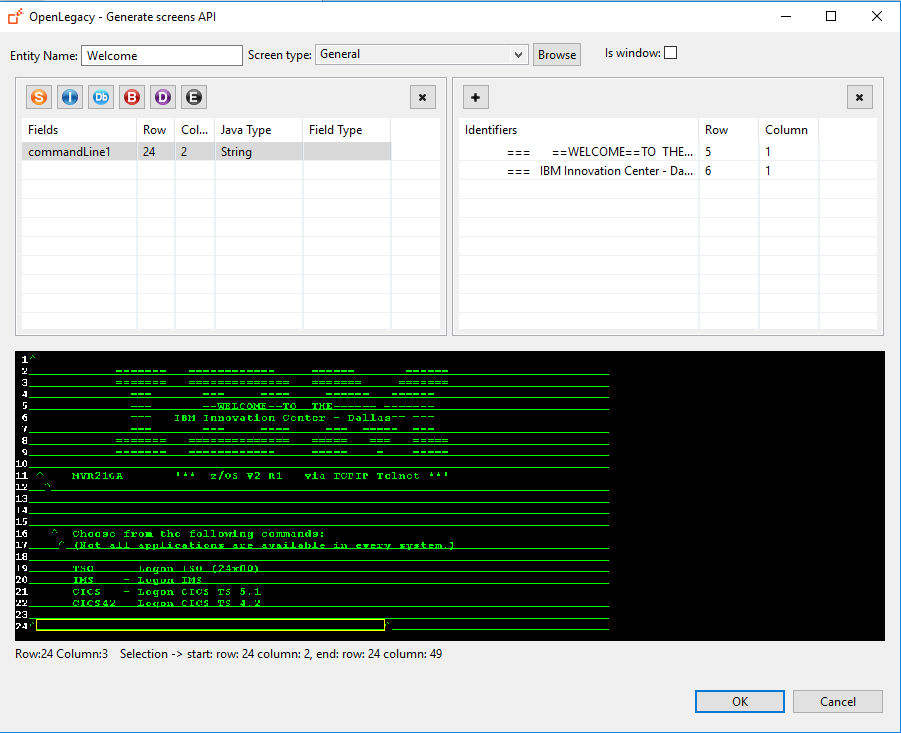 OpenLegacy - Generate screens API
Entity Name: Welcome Screen type: General Browse Is window:
S I Db B D E × + ×
Fields Row Col... Java Type Field Type
commandLine1 24 2 String
Identifiers Row Column
=== ==WELCOME==TO THE... 5 1
=== IBM Innovation Center - Da... 6 1
1 ^
2 ======= ============ ====== ======
3 ======= ============== ======= =======
4 === === ==== ====== ======
5 === ==WELCOME==TO THE====== =======
6 === IBM Innovation Center - Dallas== ===
7 === === ==== === ===== ===
8 ======= ============== ===== === =====
9 ======= ============ ===== = =====
10
11 ^ MVR216A *** z/OS V2 R1 via TCPIP Telnet ***
12 ^
13
14
15
16 ^ Choose from the following commands:
17 ^ (Not all applications are available in every system.)
18
19 TSO - Logon TSO (24x80)
20 IMS - Logon IMS
21 CICS - Logon CICS TS 5.1
22 CICS42 - Logon CICS TS 4.2
23
24 ^ ^
Row:24 Column:3 Selection -> start: row: 24 column: 2, end: row: 24 column: 49
OK Cancel